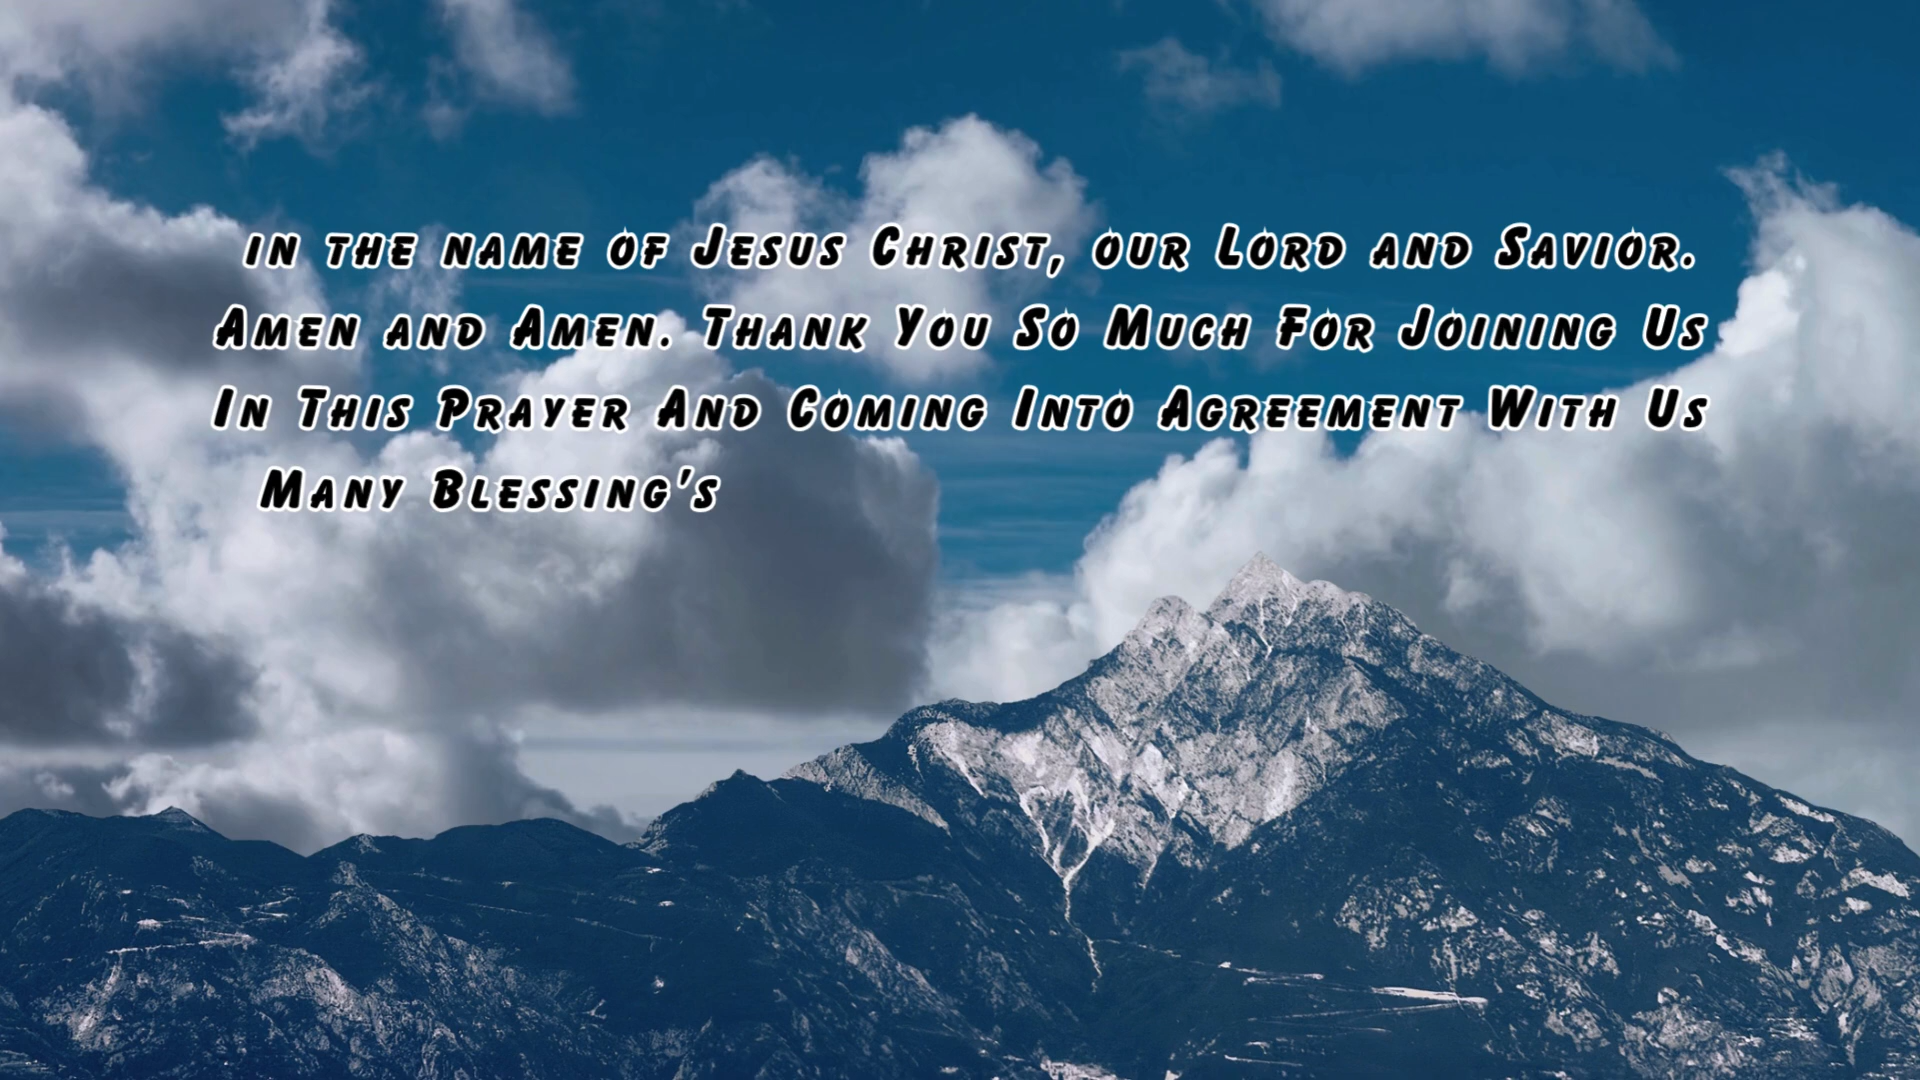 in the name of Jesus Christ, our Lord and Savior.
Amen and Amen. Thank You So Much For Joining Us
In This Prayer And Coming Into Agreement With Us
Many Blessing's